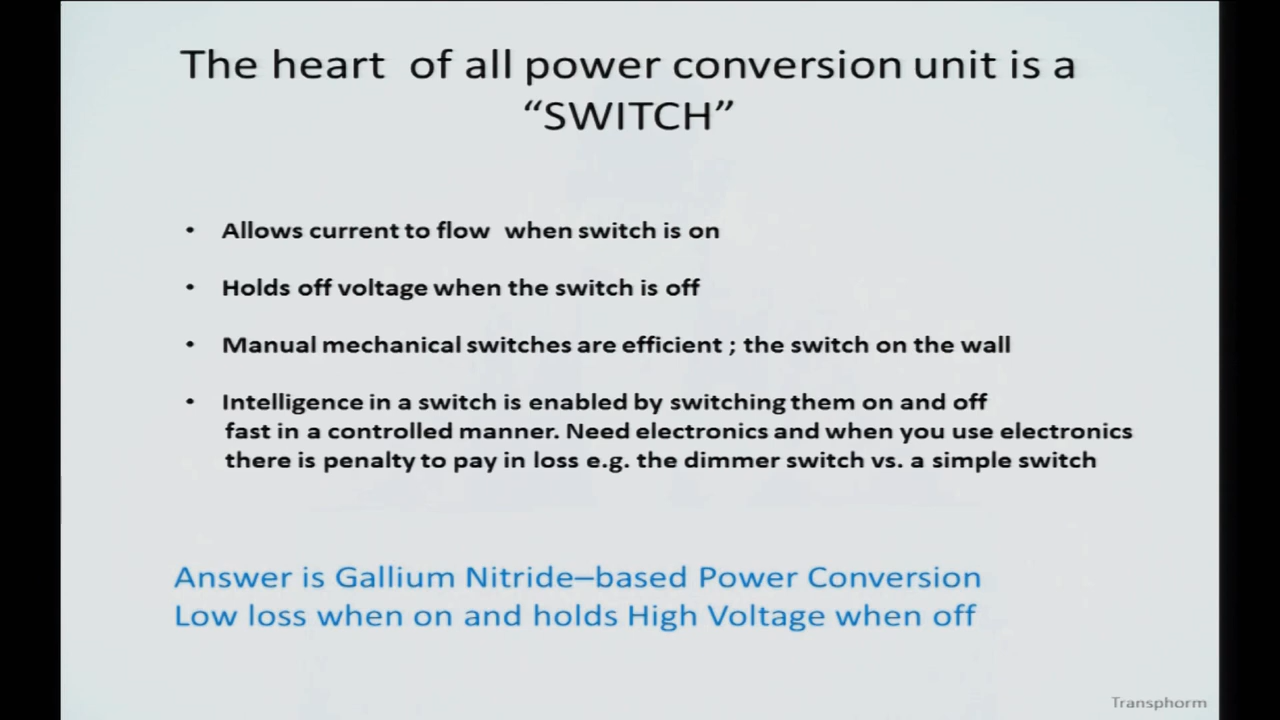 The heart of all power conversion unit is a
“SWITCH”
• Allows current to flow when switch is on
• Holds off voltage when the switch is off
• Manual mechanical switches are efficient ; the switch on the wall
• Intelligence in a switch is enabled by switching them on and off
fast in a controlled manner. Need electronics and when you use electronics
there is penalty to pay in loss e.g. the dimmer switch vs. a simple switch
Answer is Gallium Nitride–based Power Conversion
Low loss when on and holds High Voltage when off
Transphorm